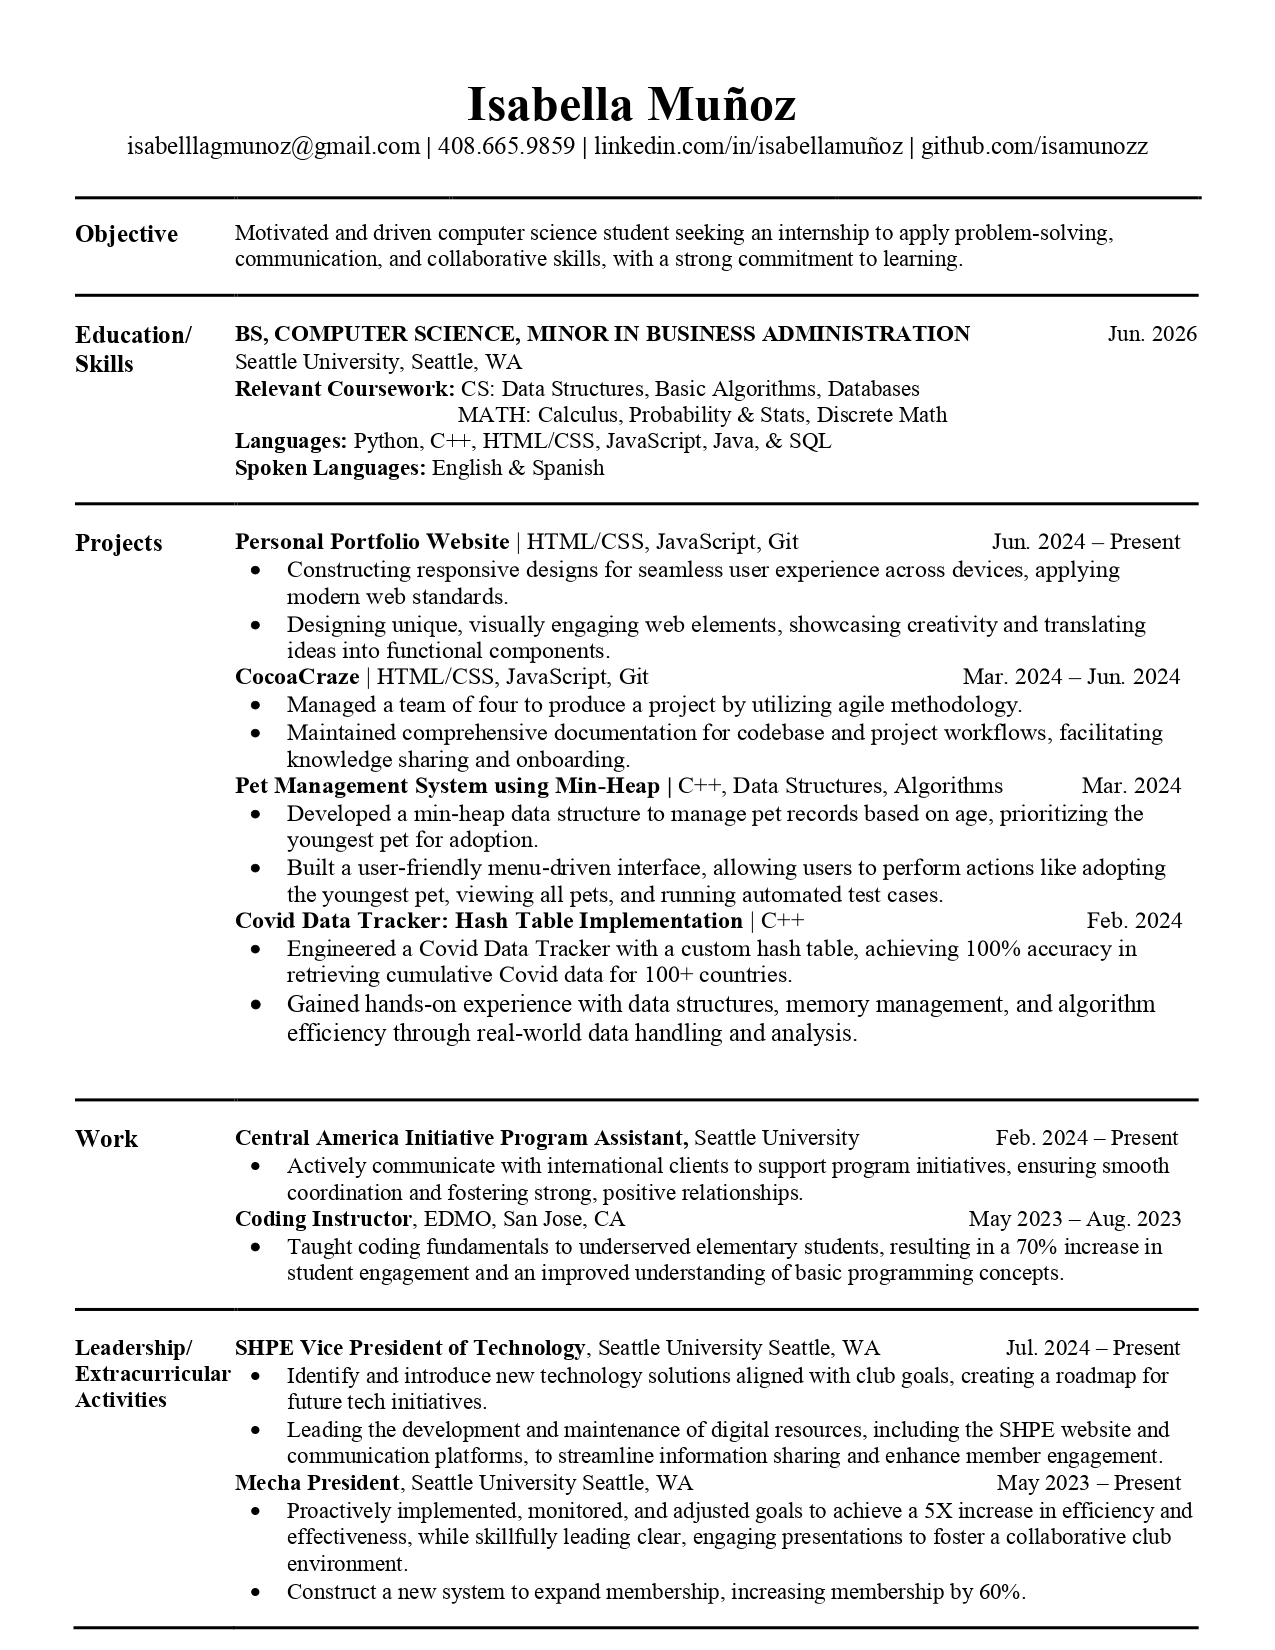 Isabella Muñoz
isabelllagmunoz@gmail.com | 408.665.9859 | linkedin.com/in/isabellamuñoz | github.com/isamunozz
Objective
Motivated and driven computer science student seeking an internship to apply problem-solving,
communication, and collaborative skills, with a strong commitment to learning.
Education/
Skills
BS, COMPUTER SCIENCE, MINOR IN BUSINESS ADMINISTRATION Jun. 2026
Seattle University, Seattle, WA
Relevant Coursework: CS: Data Structures, Basic Algorithms, Databases
MATH: Calculus, Probability & Stats, Discrete Math
Languages: Python, C++, HTML/CSS, JavaScript, Java, & SQL
Spoken Languages: English & Spanish
Projects
Personal Portfolio Website | HTML/CSS, JavaScript, Git Jun. 2024 – Present
• Constructing responsive designs for seamless user experience across devices, applying
modern web standards.
• Designing unique, visually engaging web elements, showcasing creativity and translating
ideas into functional components.
CocoaCraze | HTML/CSS, JavaScript, Git Mar. 2024 – Jun. 2024
• Managed a team of four to produce a project by utilizing agile methodology.
• Maintained comprehensive documentation for codebase and project workflows, facilitating
knowledge sharing and onboarding.
Pet Management System using Min-Heap | C++, Data Structures, Algorithms Mar. 2024
• Developed a min-heap data structure to manage pet records based on age, prioritizing the
youngest pet for adoption.
• Built a user-friendly menu-driven interface, allowing users to perform actions like adopting
the youngest pet, viewing all pets, and running automated test cases.
Covid Data Tracker: Hash Table Implementation | C++ Feb. 2024
• Engineered a Covid Data Tracker with a custom hash table, achieving 100% accuracy in
retrieving cumulative Covid data for 100+ countries.
• Gained hands-on experience with data structures, memory management, and algorithm
efficiency through real-world data handling and analysis.
Work
Central America Initiative Program Assistant, Seattle University Feb. 2024 – Present
• Actively communicate with international clients to support program initiatives, ensuring smooth
coordination and fostering strong, positive relationships.
Coding Instructor, EDMO, San Jose, CA May 2023 – Aug. 2023
• Taught coding fundamentals to underserved elementary students, resulting in a 70% increase in
student engagement and an improved understanding of basic programming concepts.
Leadership/
Extracurricular
Activities
SHPE Vice President of Technology, Seattle University Seattle, WA Jul. 2024 – Present
• Identify and introduce new technology solutions aligned with club goals, creating a roadmap for
future tech initiatives.
• Leading the development and maintenance of digital resources, including the SHPE website and
communication platforms, to streamline information sharing and enhance member engagement.
Mecha President, Seattle University Seattle, WA May 2023 – Present
• Proactively implemented, monitored, and adjusted goals to achieve a 5X increase in efficiency and
effectiveness, while skillfully leading clear, engaging presentations to foster a collaborative club
environment.
• Construct a new system to expand membership, increasing membership by 60%.